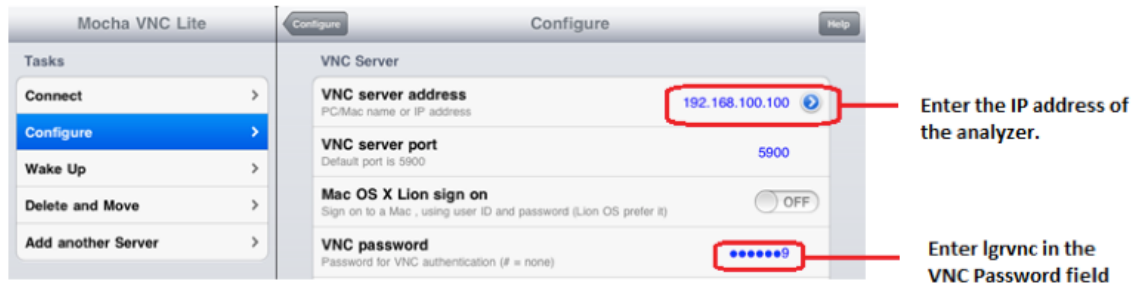 Mocha VNC Lite
Configure
Configure
Help
Tasks
Connect
Configure
Wake Up
Delete and Move
Add another Server
VNC Server
VNC server address
PC/Mac name or IP address
192.168.100.100
VNC server port
Default port is 5900
5900
Mac OS X Lion sign on
Sign on to a Mac , using user ID and password (Lion OS prefer it)
OFF
VNC password
Password for VNC authentication (# = none)
●●●●●●9
Enter the IP address of
the analyzer.
Enter lgrvnc in the
VNC Password field